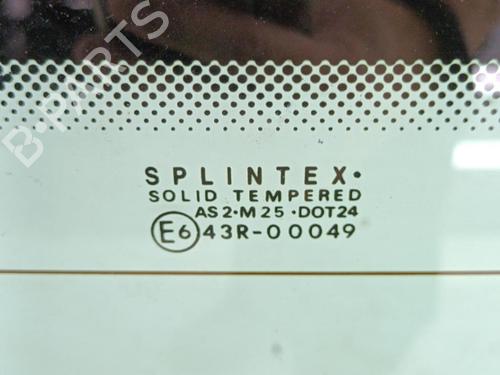 B-PARTS
SPLINTEX•
SOLID TEMPERED
AS2•M25•DOT24
E6 43R-00049